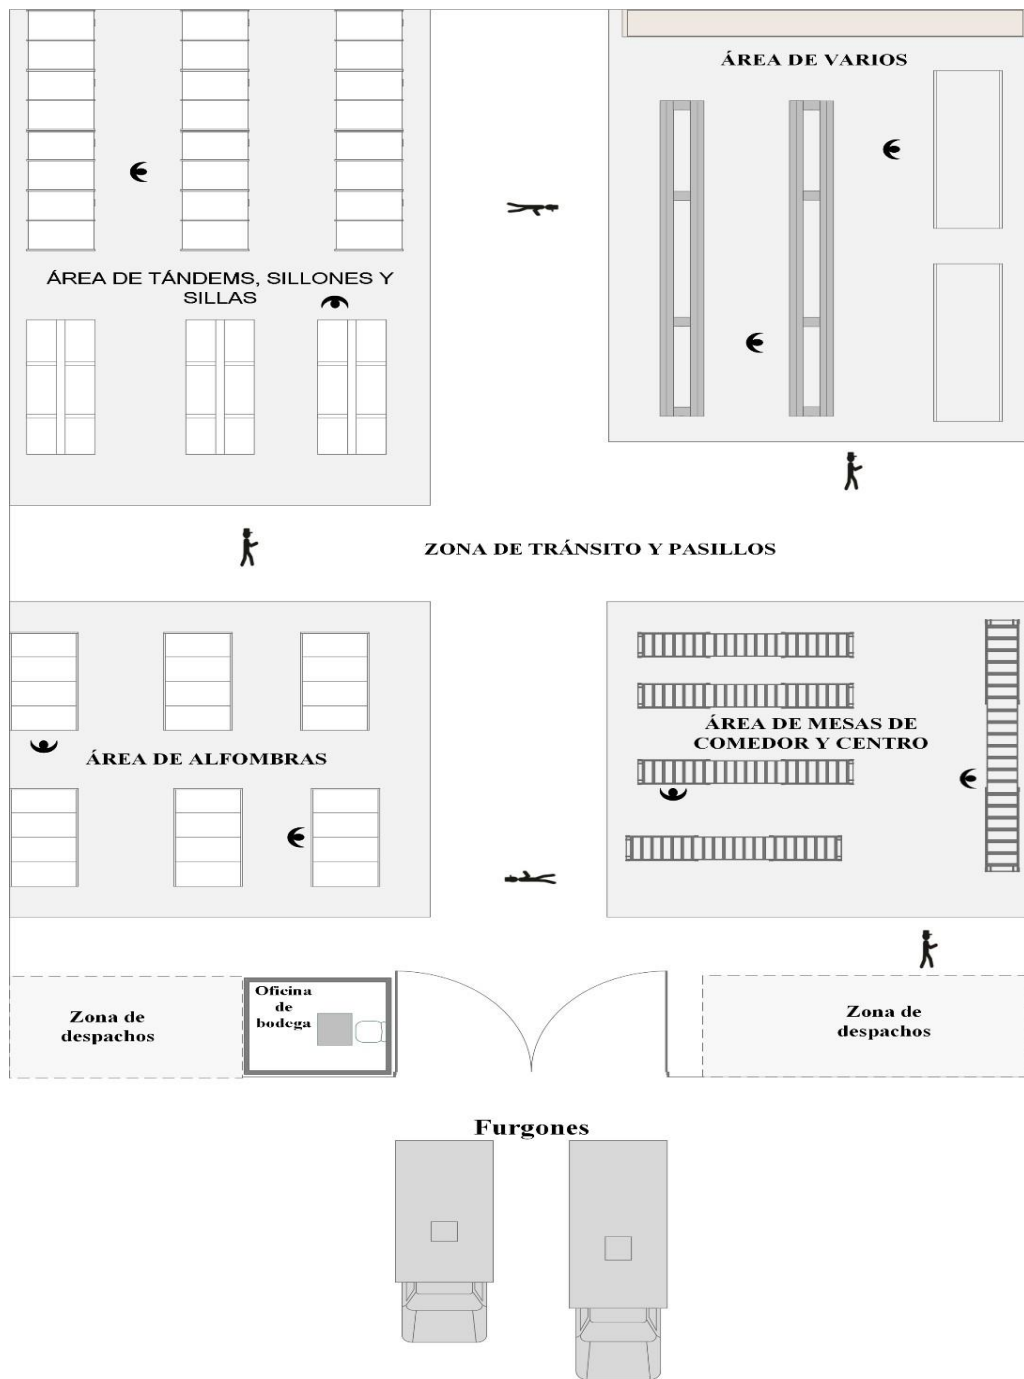 ÁREA DE VARIOS
ÁREA DE TÁNDEMS, SILLONES Y
SILLAS
ZONA DE TRÁNSITO Y PASILLOS
ÁREA DE ALFOMBRAS
ÁREA DE MESAS DE
COMEDOR Y CENTRO
Zona de
despachos
Oficina
de
bodega
Zona de
despachos
Furgones